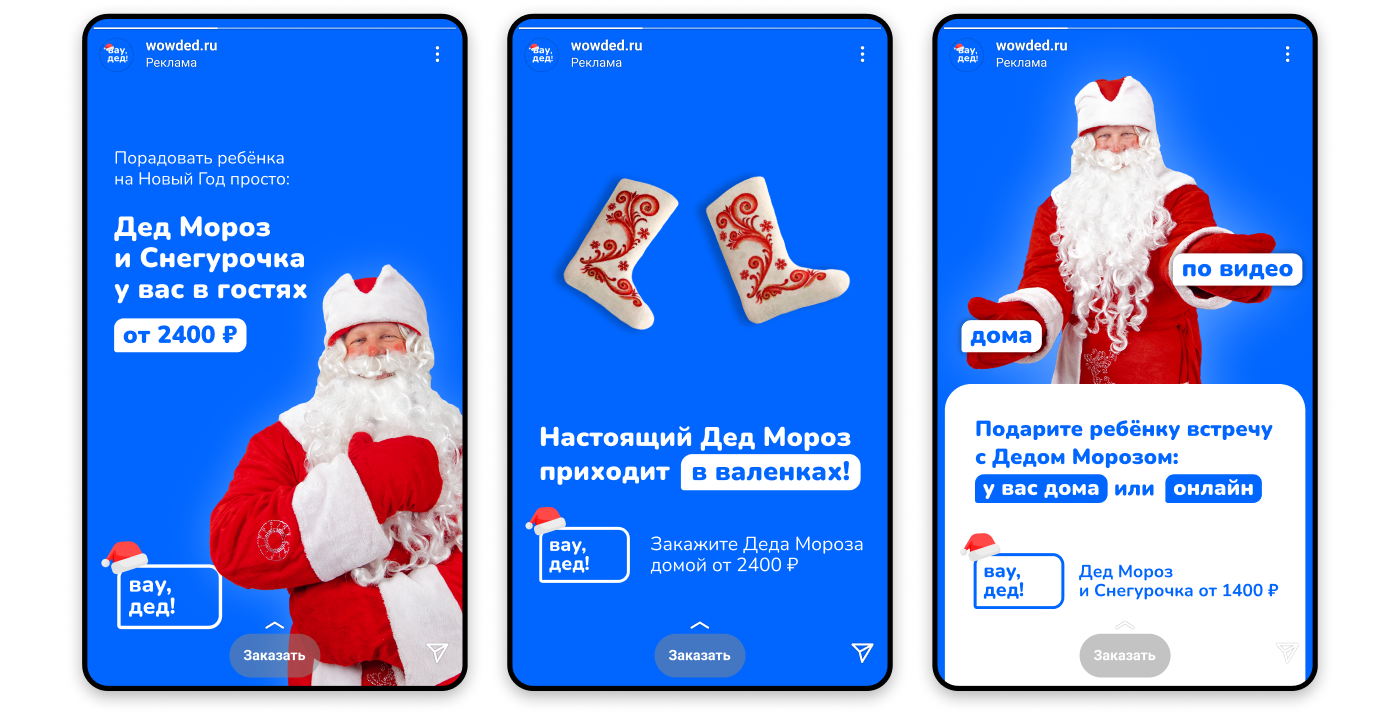 вау,
дед!
wowded.ru
Реклама
Порадовать ребёнка
на Новый Год просто:
Дед Мороз
и Снегурочка
у вас в гостях
от 2400 ₽
вау,
дед!
Заказать
вау,
дед!
wowded.ru
Реклама
Настоящий Дед Мороз
приходит в валенках!
вау,
дед!
Закажите Деда Мороза
домой от 2400 ₽
Заказать
вау,
дед!
wowded.ru
Реклама
по видео
дома
Подарите ребёнку встречу
с Дедом Морозом:
у вас дома или онлайн
вау,
дед!
Дед Мороз
и Снегурочка от 1400 ₽
Заказать